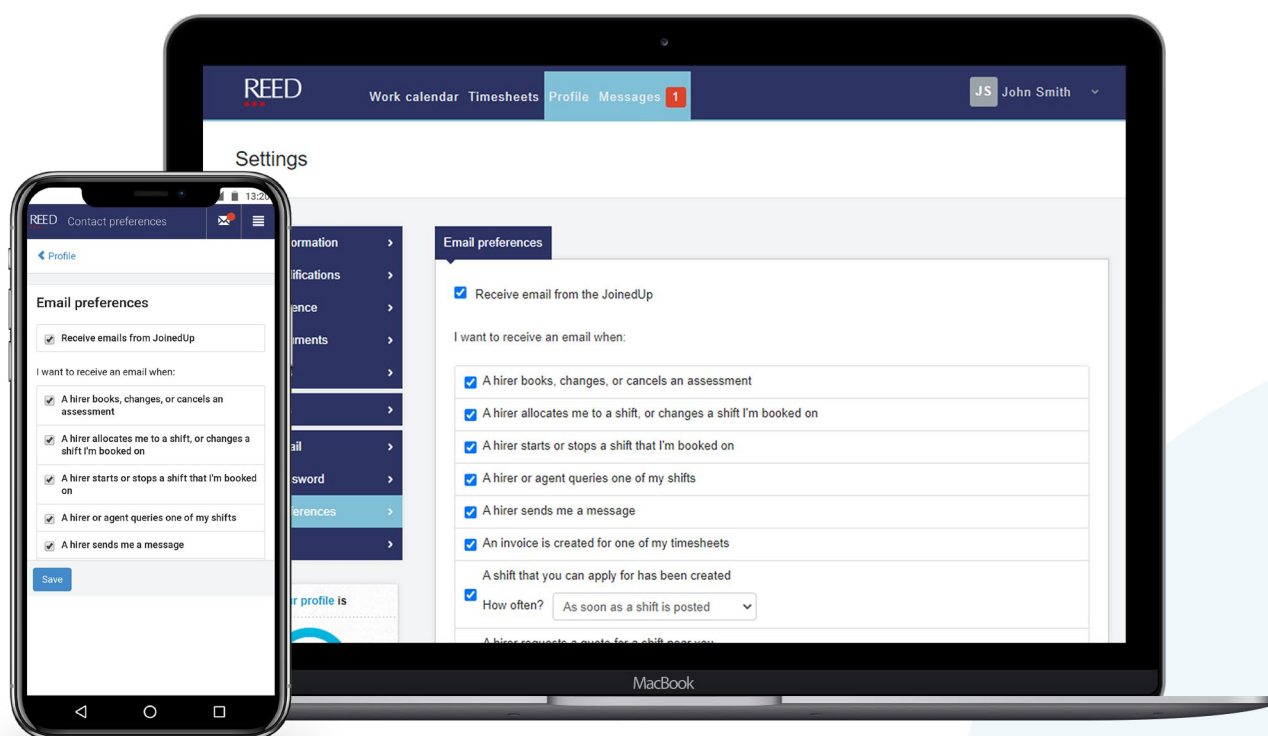 REED
Work calendar Timesheets Profile Messages 1
JS John Smith
Settings
ormation
ifications
ence
ments
ail
sword
erences
r profile is
Email preferences
Receive email from the JoinedUp
I want to receive an email when:
A hirer books, changes, or cancels an assessment
A hirer allocates me to a shift, or changes a shift I'm booked on
A hirer starts or stops a shift that I'm booked on
A hirer or agent queries one of my shifts
A hirer sends me a message
An invoice is created for one of my timesheets
A shift that you can apply for has been created
How often? As soon as a shift is posted
A hirer requests a quote for a shift near you
MacBook
13:20
REED Contact preferences
Profile
Email preferences
Receive emails from JoinedUp
I want to receive an email when:
A hirer books, changes, or cancels an
assessment
A hirer allocates me to a shift, or changes a
shift I'm booked on
A hirer starts or stops a shift that I'm booked
on
A hirer or agent queries one of my shifts
A hirer sends me a message
Save